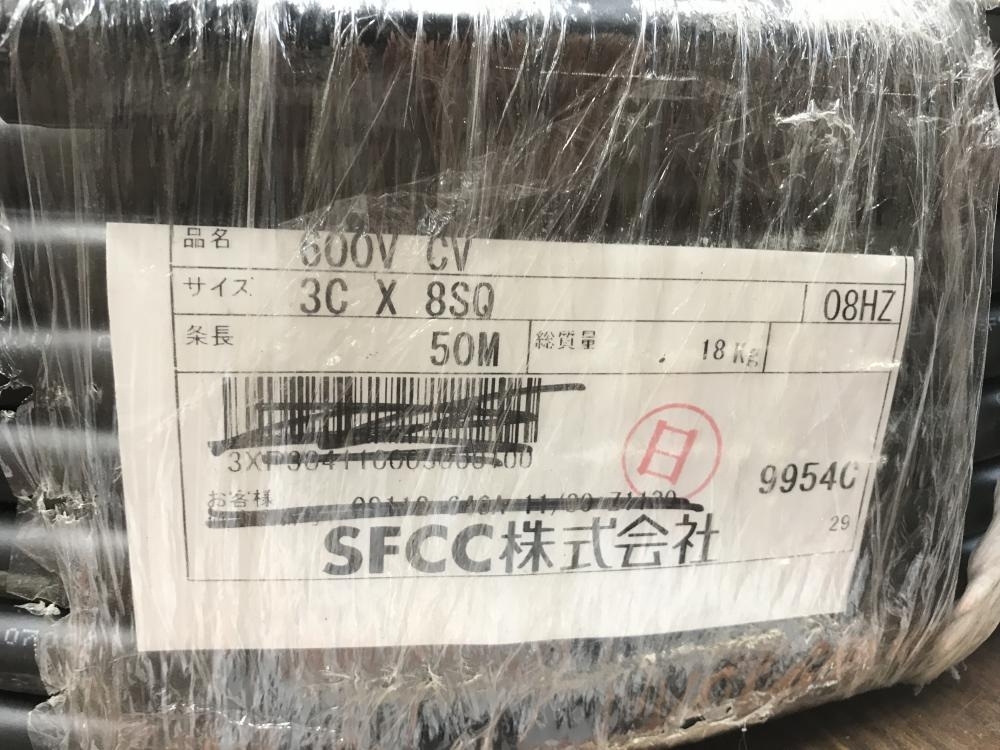 品名 600V CV
サイズ 3C X 8SQ 08HZ
条長 50M 総質量 18 Kg
日
9954C
お客様
29
SFCC株式会社